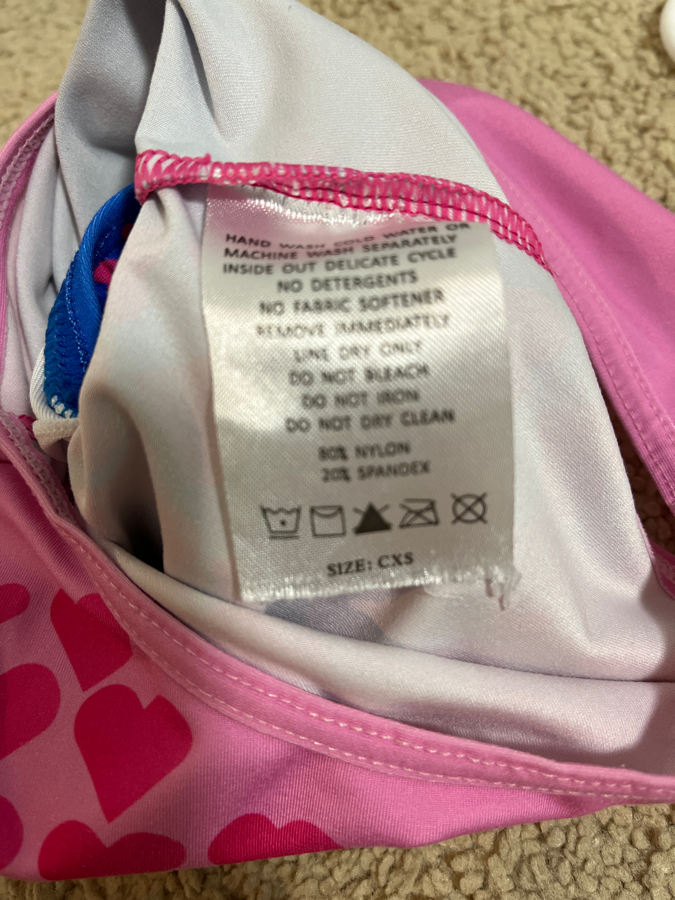 HAND WASH COLD WATER OR
MACHINE WASH SEPARATELY
INSIDE OUT DELICATE CYCLE
NO DETERGENTS
NO FABRIC SOFTENER
REMOVE IMMEDIATELY
LINE DRY ONLY
DO NOT BLEACH
DO NOT IRON
DO NOT DRY CLEAN
80% NYLON
20% SPANDEX
SIZE: CXS